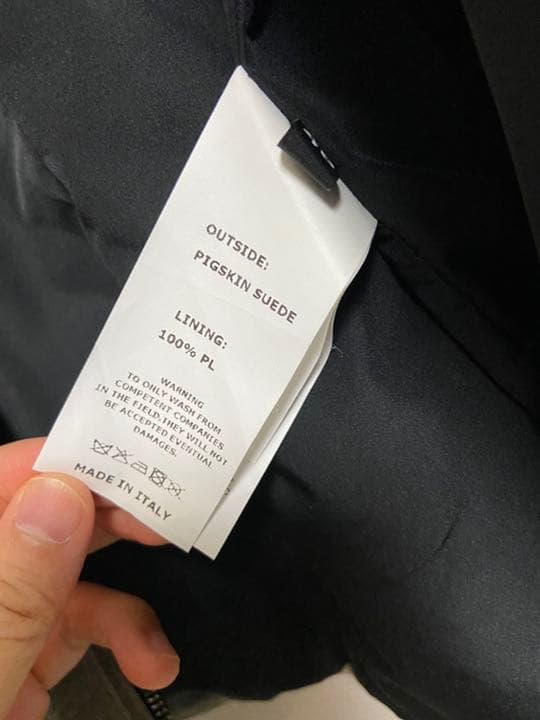 OUTSIDE:
PIGSKIN SUEDE
LINING:
100% PL
WARNING
TO ONLY WASH FROM
COMPETENT COMPANIES
IN THE FIELD.THEY WILL NOT
BE ACCEPTED EVENTUAL
DAMAGES.
MADE IN ITALY